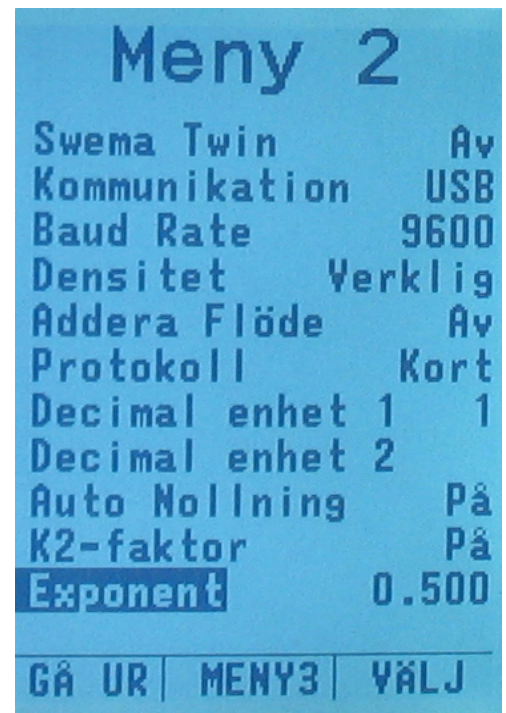 Meny 2
Swema Twin Av
Kommunikation USB
Baud Rate 9600
Densitet Verklig
Addera Flöde Av
Protokoll Kort
Decimal enhet 1 1
Decimal enhet 2
Auto Nollning På
K2-faktor På
Exponent 0.500
GÅ UR MENY3 VÄLJ